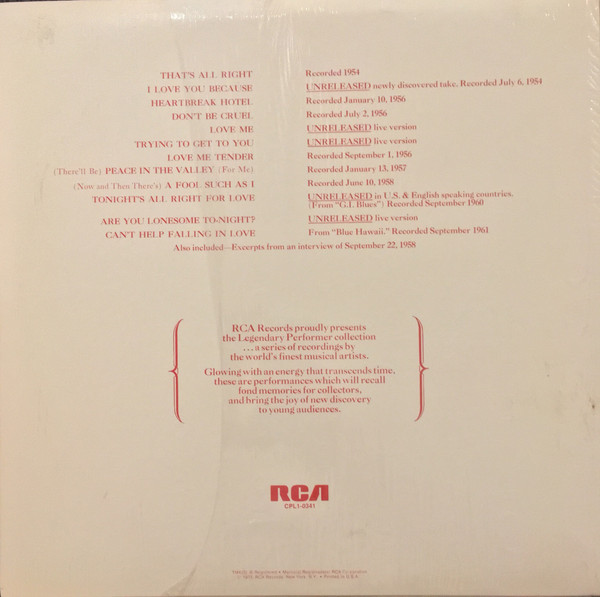 THAT'S ALL RIGHT Recorded 1954
I LOVE YOU BECAUSE UNRELEASED newly discovered take. Recorded July 6, 1954
HEARTBREAK HOTEL Recorded January 10, 1956
DON'T BE CRUEL Recorded July 2, 1956
LOVE ME UNRELEASED live version
TRYING TO GET TO YOU UNRELEASED live version
LOVE ME TENDER Recorded September 1, 1956
(There'll Be) PEACE IN THE VALLEY (For Me) Recorded January 13, 1957
(Now and Then There's) A FOOL SUCH AS I Recorded June 10, 1958
TONIGHT'S ALL RIGHT FOR LOVE UNRELEASED in U.S. & English speaking countries.
(From "G.I. Blues") Recorded September 1960
ARE YOU LONESOME TO-NIGHT? UNRELEASED live version
CAN'T HELP FALLING IN LOVE From "Blue Hawaii." Recorded September 1961
Also included—Excerpts from an interview of September 22, 1958
RCA Records proudly presents
the Legendary Performer collection
...a series of recordings by
the world's finest musical artists.
Glowing with an energy that transcends time,
these are performances which will recall
fond memories for collectors,
and bring the joy of new discovery
to young audiences.
RCA
CPL1-0341
RCA Records, New York, N.Y. • Printed in U.S.A.